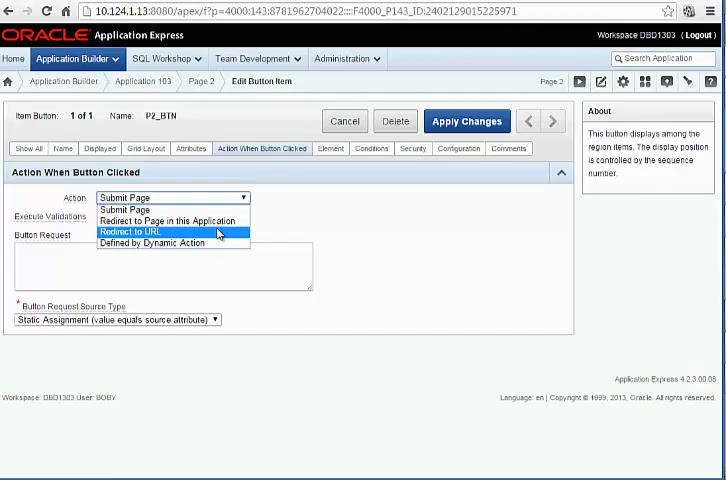 10.124.1.13:8080/apex/f?p=4000:143:8781962704022::::F4000_P143_ID:2402129015225971
ORACLE Application Express
Workspace DBD1303 ( Logout )
Home Application Builder SQL Workshop Team Development Administration Search Application
Application Builder Application 103 Page 2 Edit Button Item Page 2
Item Button: 1 of 1 Name: P2_BTN Cancel Delete Apply Changes
Show All Name Displayed Grid Layout Attributes Action When Button Clicked Element Conditions Security Configuration Comments
Action When Button Clicked
Action Submit Page
Submit Page
Redirect to Page in this Application
Redirect to URL
Defined by Dynamic Action
Execute Validations
Button Request
* Button Request Source Type
Static Assignment (value equals source attribute)
About
This button displays among the
region items. The display position
is controlled by the sequence
number.
Application Express 4.2.3.00.08
Workspace: DBD1303 User: BOBY Language: en | Copyright © 1999, 2013, Oracle. All rights reserved.